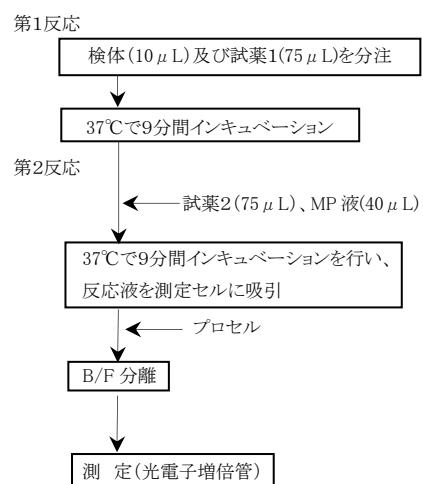 第1反応
検体(10μL)及び試薬1(75μL)を分注
37℃で9分間インキュベーション
第2反応
試薬2(75μL)、MP液(40μL)
37℃で9分間インキュベーションを行い、
反応液を測定セルに吸引
プロセル
B/F 分離
測 定(光電子増倍管)